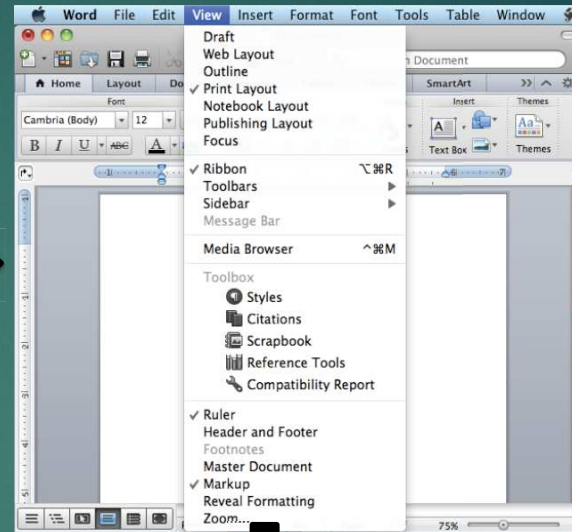 Word File Edit View Insert Format Font Tools Table Window
Draft
Web Layout
Outline
✓ Print Layout
Notebook Layout
Publishing Layout
Focus
✓ Ribbon ⌥⌘R
Toolbars ▶
Sidebar ▶
Message Bar
Media Browser ^⌘M
Toolbox
Styles
Citations
Scrapbook
Reference Tools
Compatibility Report
✓ Ruler
Header and Footer
Footnotes
Master Document
✓ Markup
Reveal Formatting
Zoom...
Document
Home Layout SmartArt
Font Insert Themes
Cambria (Body) 12
B I U ABC A A Aa
Text Box Themes
75%